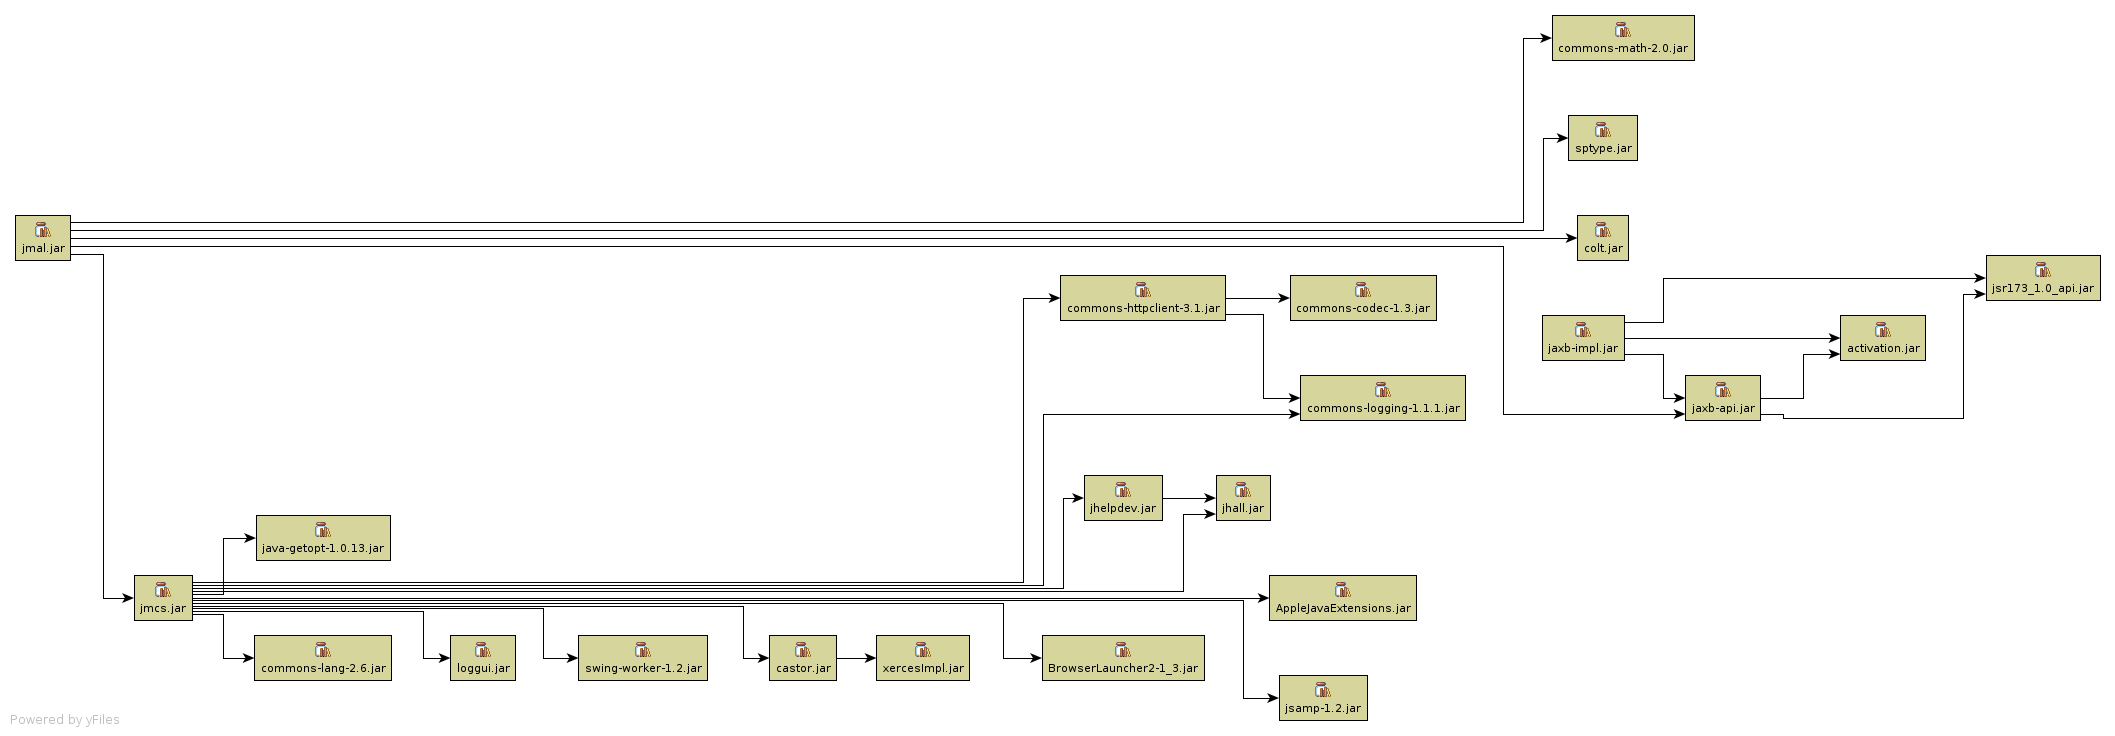 commons-math-2.0.jar
sptype.jar
jmal.jar
colt.jar
jsr173_1.0_api.jar
commons-httpclient-3.1.jar
commons-codec-1.3.jar
jaxb-impl.jar
activation.jar
commons-logging-1.1.1.jar
jaxb-api.jar
jhelpdev.jar
jhall.jar
java-getopt-1.0.13.jar
jmcs.jar
AppleJavaExtensions.jar
commons-lang-2.6.jar
loggui.jar
swing-worker-1.2.jar
castor.jar
xercesImpl.jar
BrowserLauncher2-1_3.jar
jsamp-1.2.jar
Powered by yFiles